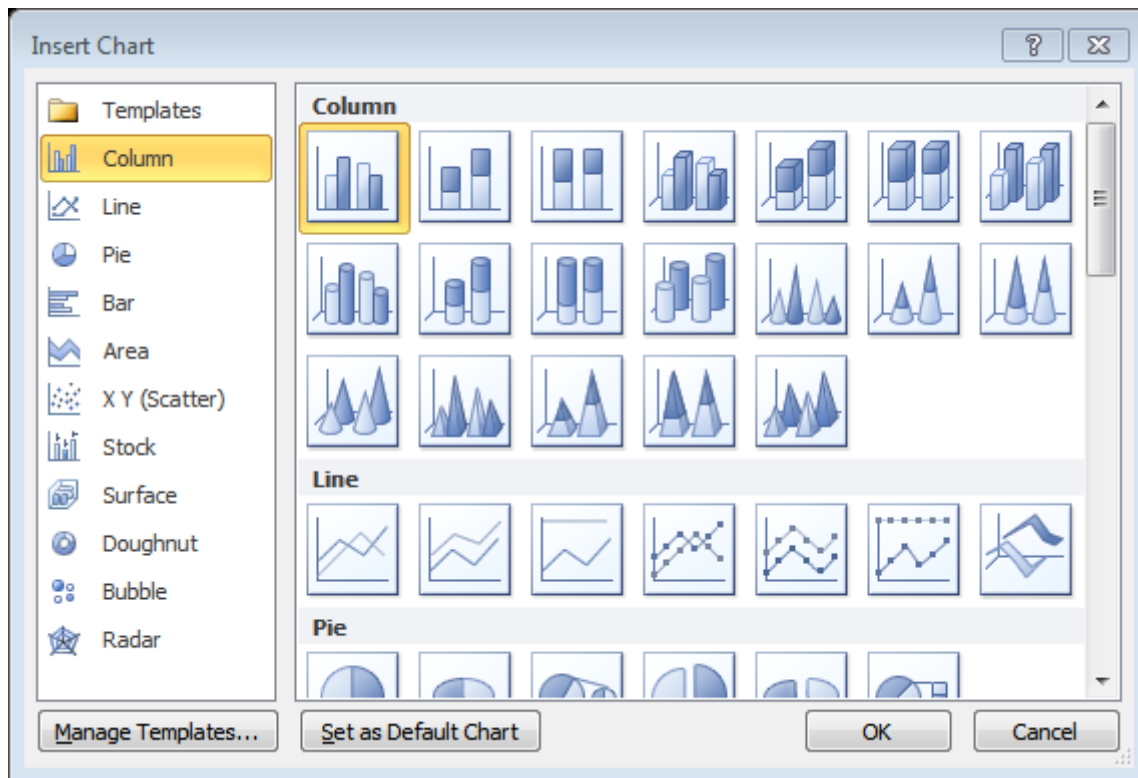 Insert Chart
Templates
Column
Line
Pie
Bar
Area
X Y (Scatter)
Stock
Surface
Doughnut
Bubble
Radar
Column
Line
Pie
Manage Templates...
Set as Default Chart
OK
Cancel